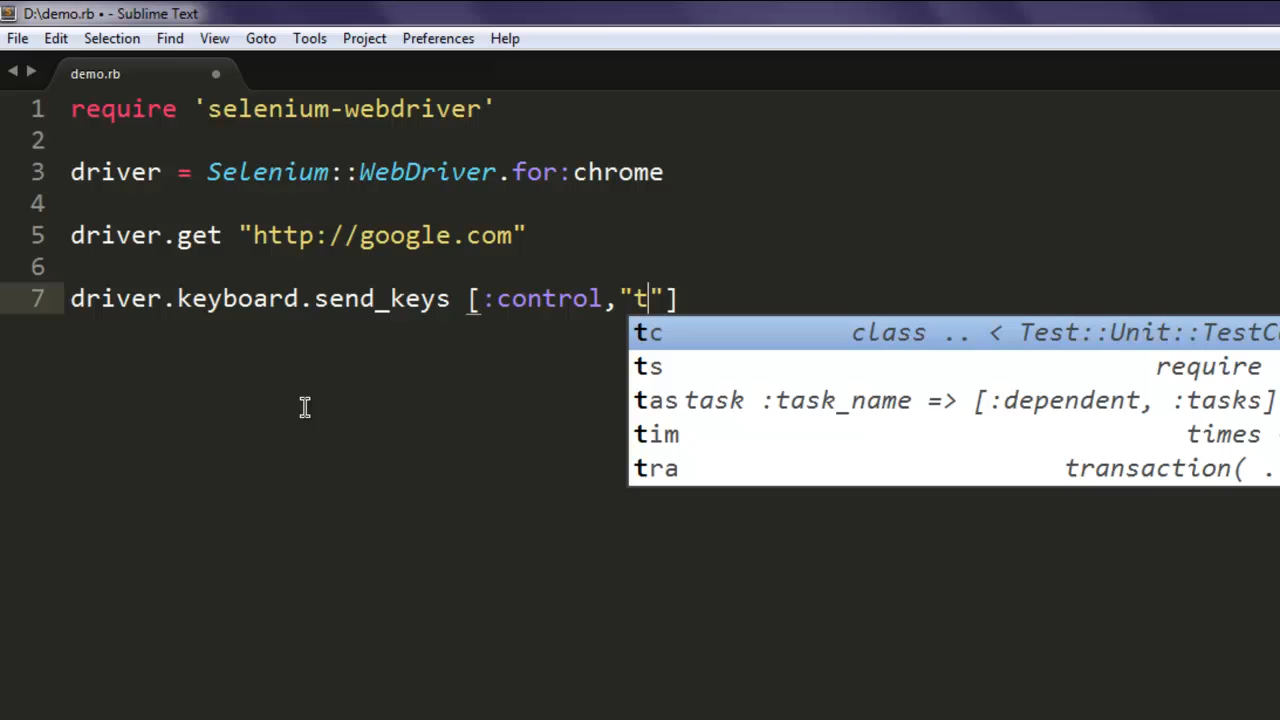 D:\demo.rb • - Sublime Text
File Edit Selection Find View Goto Tools Project Preferences Help
demo.rb
1 require 'selenium-webdriver'
2
3 driver = Selenium::WebDriver.for:chrome
4
5 driver.get "http://google.com"
6
7 driver.keyboard.send_keys [:control,"t"]
tc class .. < Test::Unit::TestC
ts require
tas task :task_name => [:dependent, :tasks]
tim times
tra transaction( .